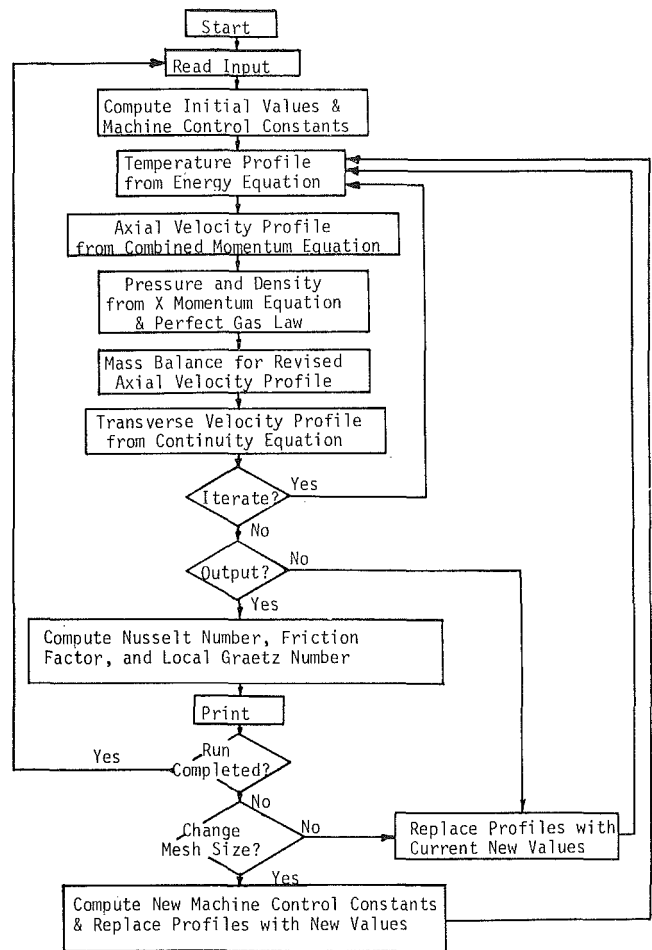 Start
Read Input
Compute Initial Values &
Machine Control Constants
Temperature Profile
from Energy Equation
Axial Velocity Profile
from Combined Momentum Equation
Pressure and Density
from X Momentum Equation
& Perfect Gas Law
Mass Balance for Revised
Axial Velocity Profile
Transverse Velocity Profile
from Continuity Equation
Iterate?
Yes
No
Output?
No
Yes
Compute Nusselt Number, Friction
Factor, and Local Graetz Number
Print
Run
Completed?
Yes
No
Change
Mesh Size?
No
Yes
Replace Profiles with
Current New Values
Compute New Machine Control Constants
& Replace Profiles with New Values